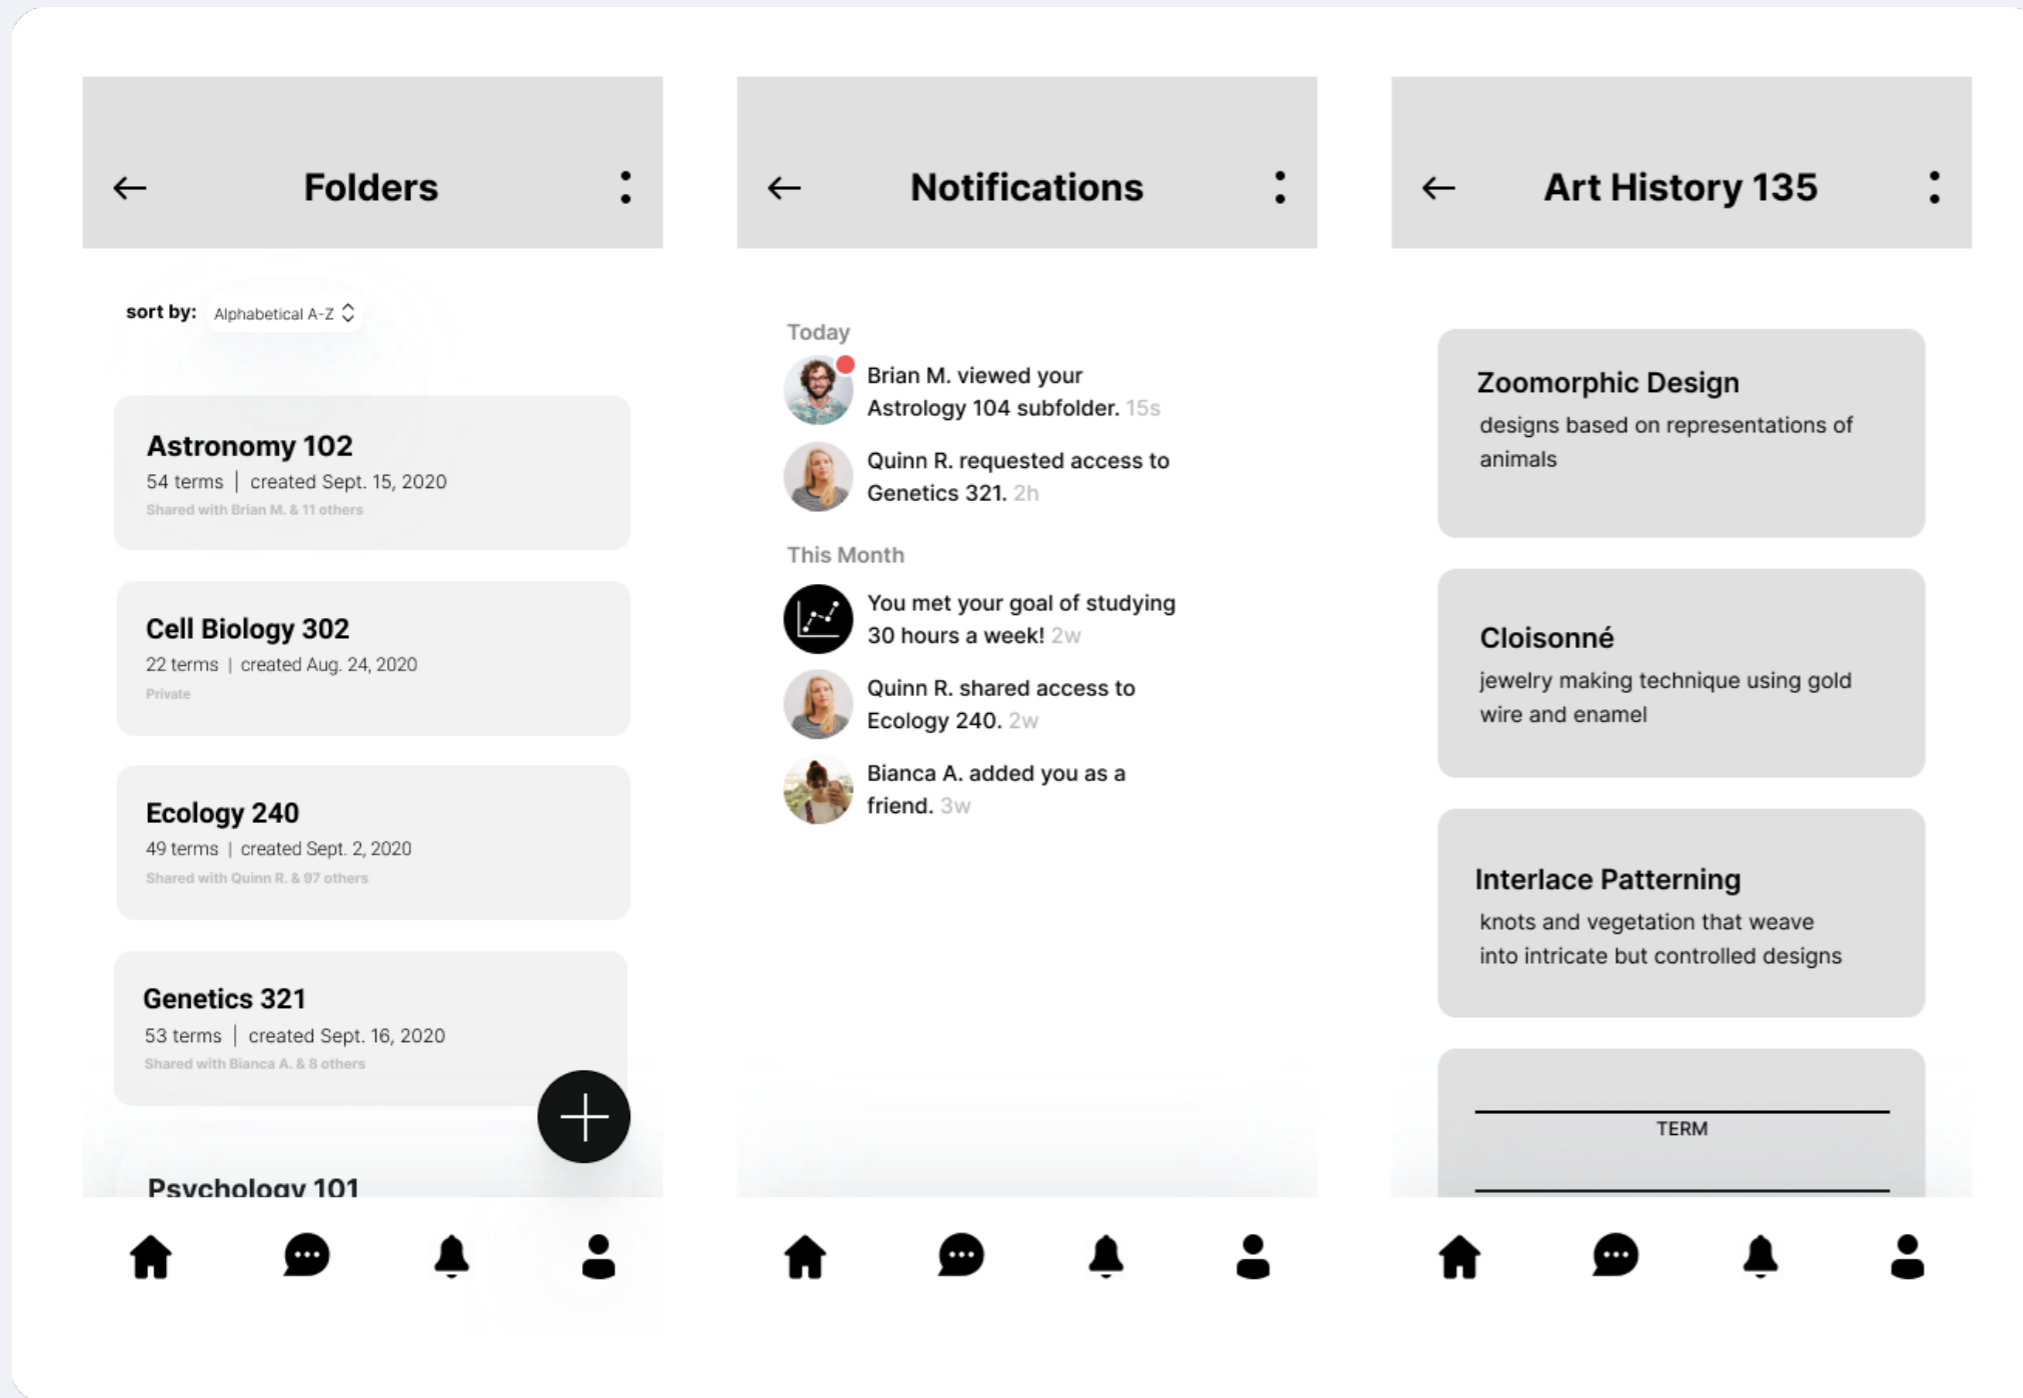 Folders
sort by: Alphabetical A-Z
Astronomy 102
54 terms | created Sept. 15, 2020
Shared with Brian M. & 11 others
Cell Biology 302
22 terms | created Aug. 24, 2020
Private
Ecology 240
49 terms | created Sept. 2, 2020
Shared with Quinn R. & 97 others
Genetics 321
53 terms | created Sept. 16, 2020
Shared with Bianca A. & 8 others
Psychology 101
Notifications
Today
Brian M. viewed your
Astrology 104 subfolder. 15s
Quinn R. requested access to
Genetics 321. 2h
This Month
You met your goal of studying
30 hours a week! 2w
Quinn R. shared access to
Ecology 240. 2w
Bianca A. added you as a
friend. 3w
Art History 135
Zoomorphic Design
designs based on representations of
animals
Cloisonné
jewelry making technique using gold
wire and enamel
Interlace Patterning
knots and vegetation that weave
into intricate but controlled designs
TERM